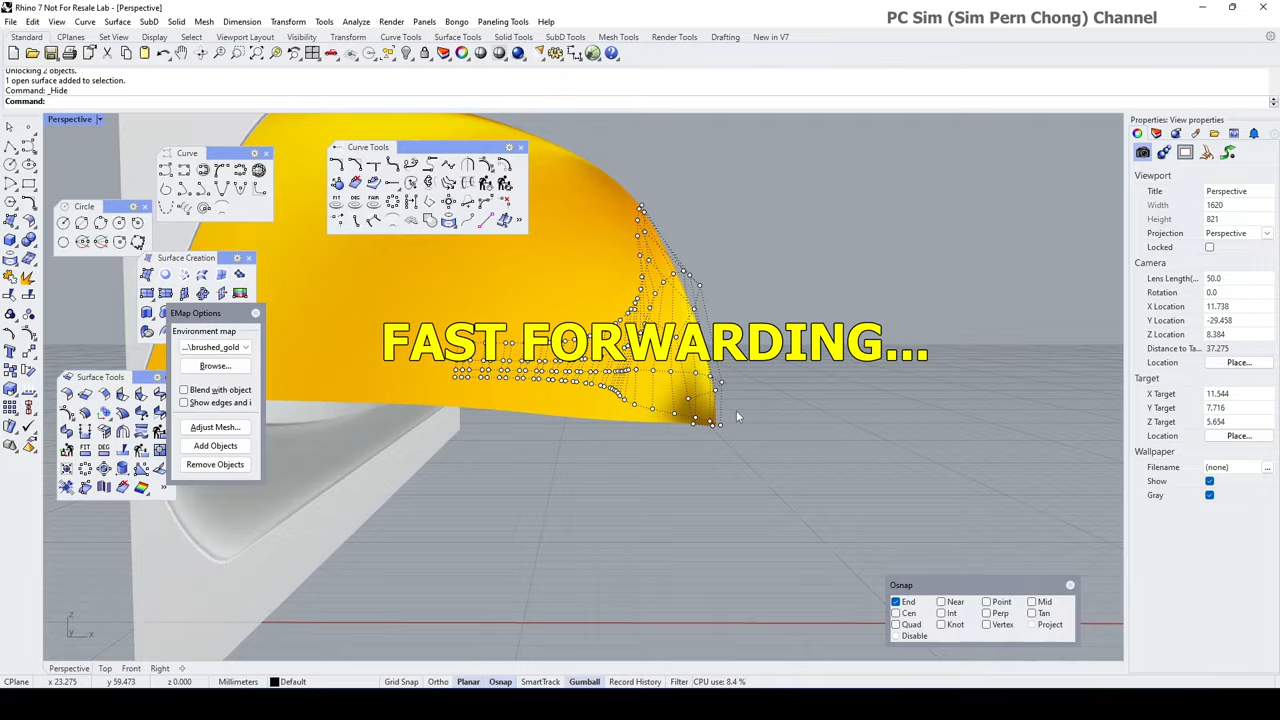 Rhino 7 Not For Resale Lab - [Perspective]
PC Sim (Sim Pern Chong) Channel
File Edit View Curve Surface SubD Solid Mesh Dimension Transform Tools Analyze Render Panels Bongo Paneling Tools Help
Standard CPlanes Set View Display Select Viewport Layout Visibility Transform Curve Tools Surface Tools Solid Tools SubD Tools Mesh Tools Render Tools Drafting New in V7
Unlocking 2 objects.
1 open surface added to selection.
Command: _Hide
Command:
Perspective
Curve
Curve Tools
Circle
Surface Creation
EMap Options
Environment map
...\brushed_gold
Browse...
Blend with object
Show edges and i
Adjust Mesh...
Add Objects
Remove Objects
Surface Tools
FIT DEG FAIR
FIT DEG
FAST FORWARDING...
Properties: View properties
Viewport
Title Perspective
Width 1620
Height 821
Projection Perspective
Locked
Camera
Lens Length(... 50.0
Rotation 0.0
X Location 11.738
Y Location -29.458
Z Location 8.384
Distance to Ta... 37.275
Location Place...
Target
X Target 11.544
Y Target 7.716
Z Target 5.654
Location Place...
Wallpaper
Filename (none) ...
Show
Gray
Osnap
End Near Point Mid
Cen Int Perp Tan
Quad Knot Vertex Project
Disable
z
y x
Perspective Top Front Right
CPlane x 23.275 y 59.473 z 0.000 Millimeters Default Grid Snap Ortho Planar Osnap SmartTrack Gumball Record History Filter CPU use: 8.4 %